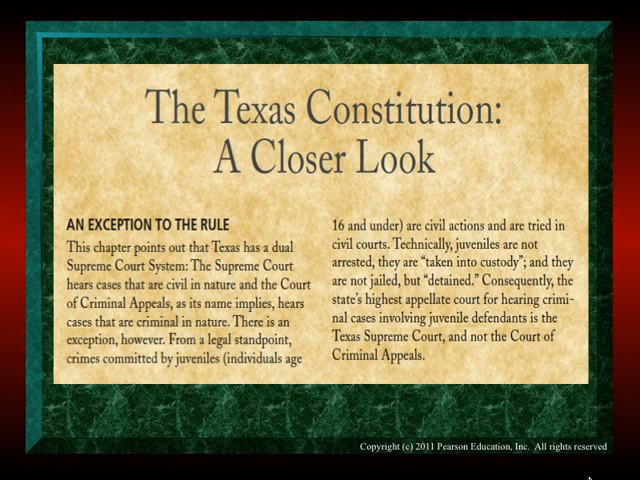 The Texas Constitution:
A Closer Look
AN EXCEPTION TO THE RULE
This chapter points out that Texas has a dual
Supreme Court System: The Supreme Court
hears cases that are civil in nature and the Court
of Criminal Appeals, as its name implies, hears
cases that are criminal in nature. There is an
exception, however. From a legal standpoint,
crimes committed by juveniles (individuals age
16 and under) are civil actions and are tried in
civil courts. Technically, juveniles are not
arrested, they are “taken into custody”; and they
are not jailed, but “detained.” Consequently, the
state’s highest appellate court for hearing crimi-
nal cases involving juvenile defendants is the
Texas Supreme Court, and not the Court of
Criminal Appeals.
Copyright (c) 2011 Pearson Education, Inc. All rights reserved